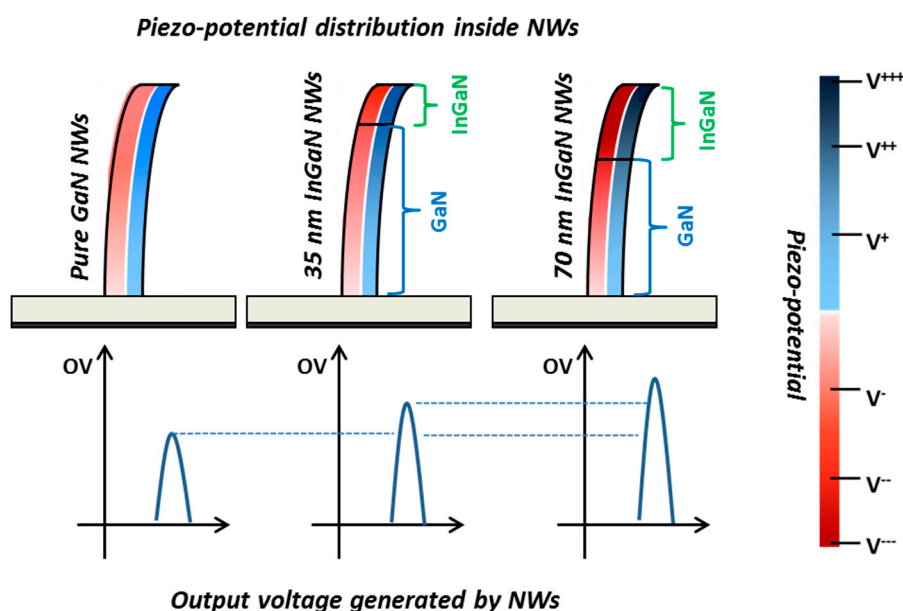 Piezo-potential distribution inside NWs
Pure GaN NWs
35 nm InGaN NWs
InGaN
GaN
70 nm InGaN NWs
InGaN
GaN
Piezo-potential
V+++
V++
V+
V-
V--
V---
OV
OV
OV
Output voltage generated by NWs